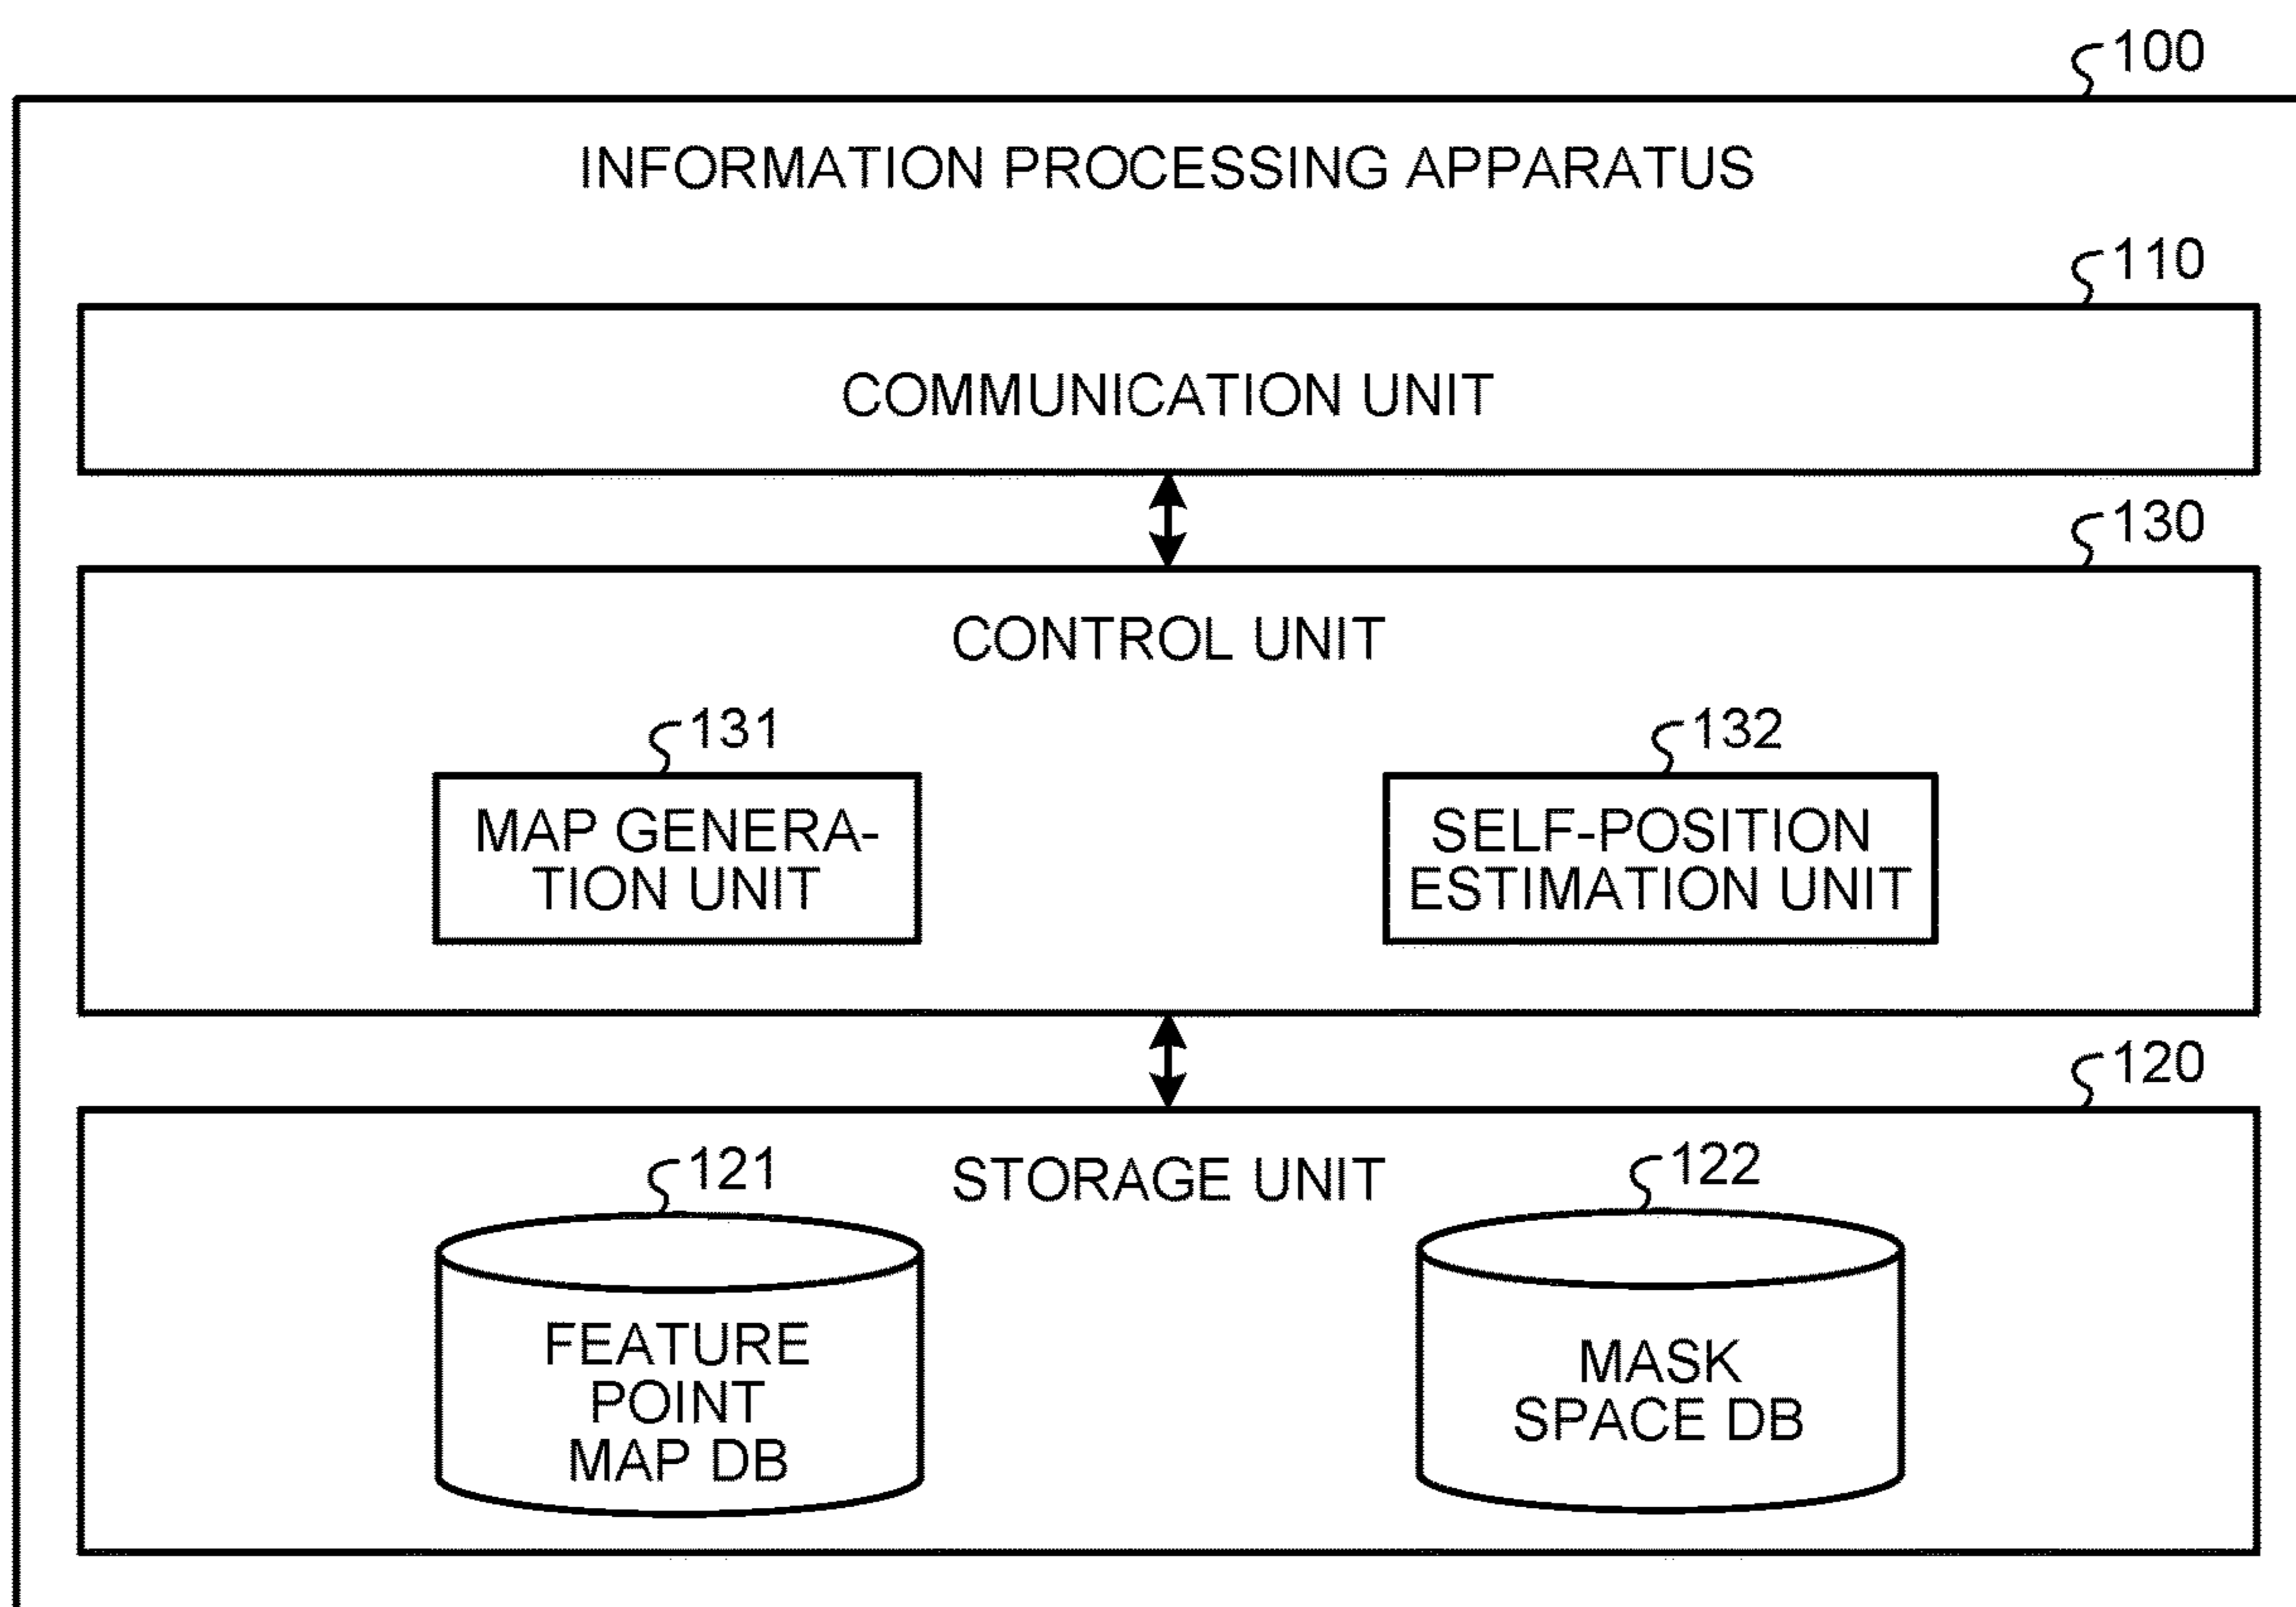 100
INFORMATION PROCESSING APPARATUS
110
COMMUNICATION UNIT
130
CONTROL UNIT
131
MAP GENERA-
TION UNIT
132
SELF-POSITION
ESTIMATION UNIT
120
STORAGE UNIT
121
FEATURE
POINT
MAP DB
122
MASK
SPACE DB